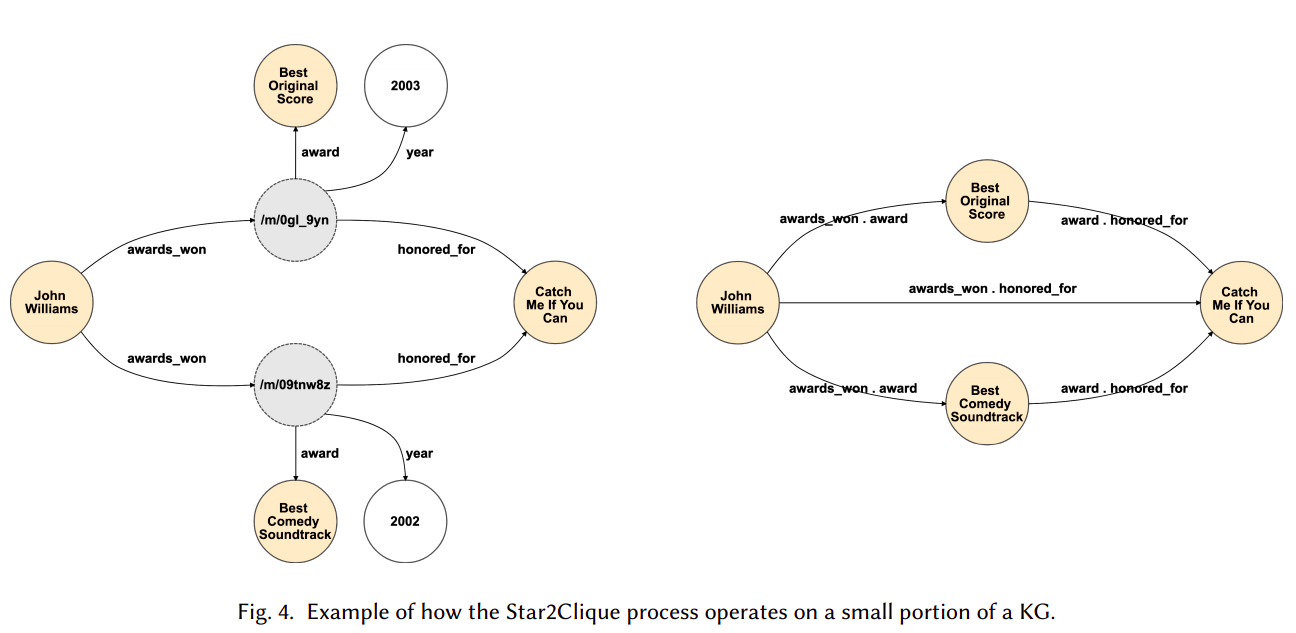 Best
Original
Score
2003
award
year
/m/0gl_9yn
awards_won
honored_for
John
Williams
Catch
Me If You
Can
awards_won
honored_for
/m/09tnw8z
award
year
Best
Comedy
Soundtrack
2002
Best
Original
Score
awards_won . award
award . honored_for
John
Williams
awards_won . honored_for
Catch
Me If You
Can
awards_won . award
award . honored_for
Best
Comedy
Soundtrack
Fig. 4. Example of how the Star2Clique process operates on a small portion of a KG.